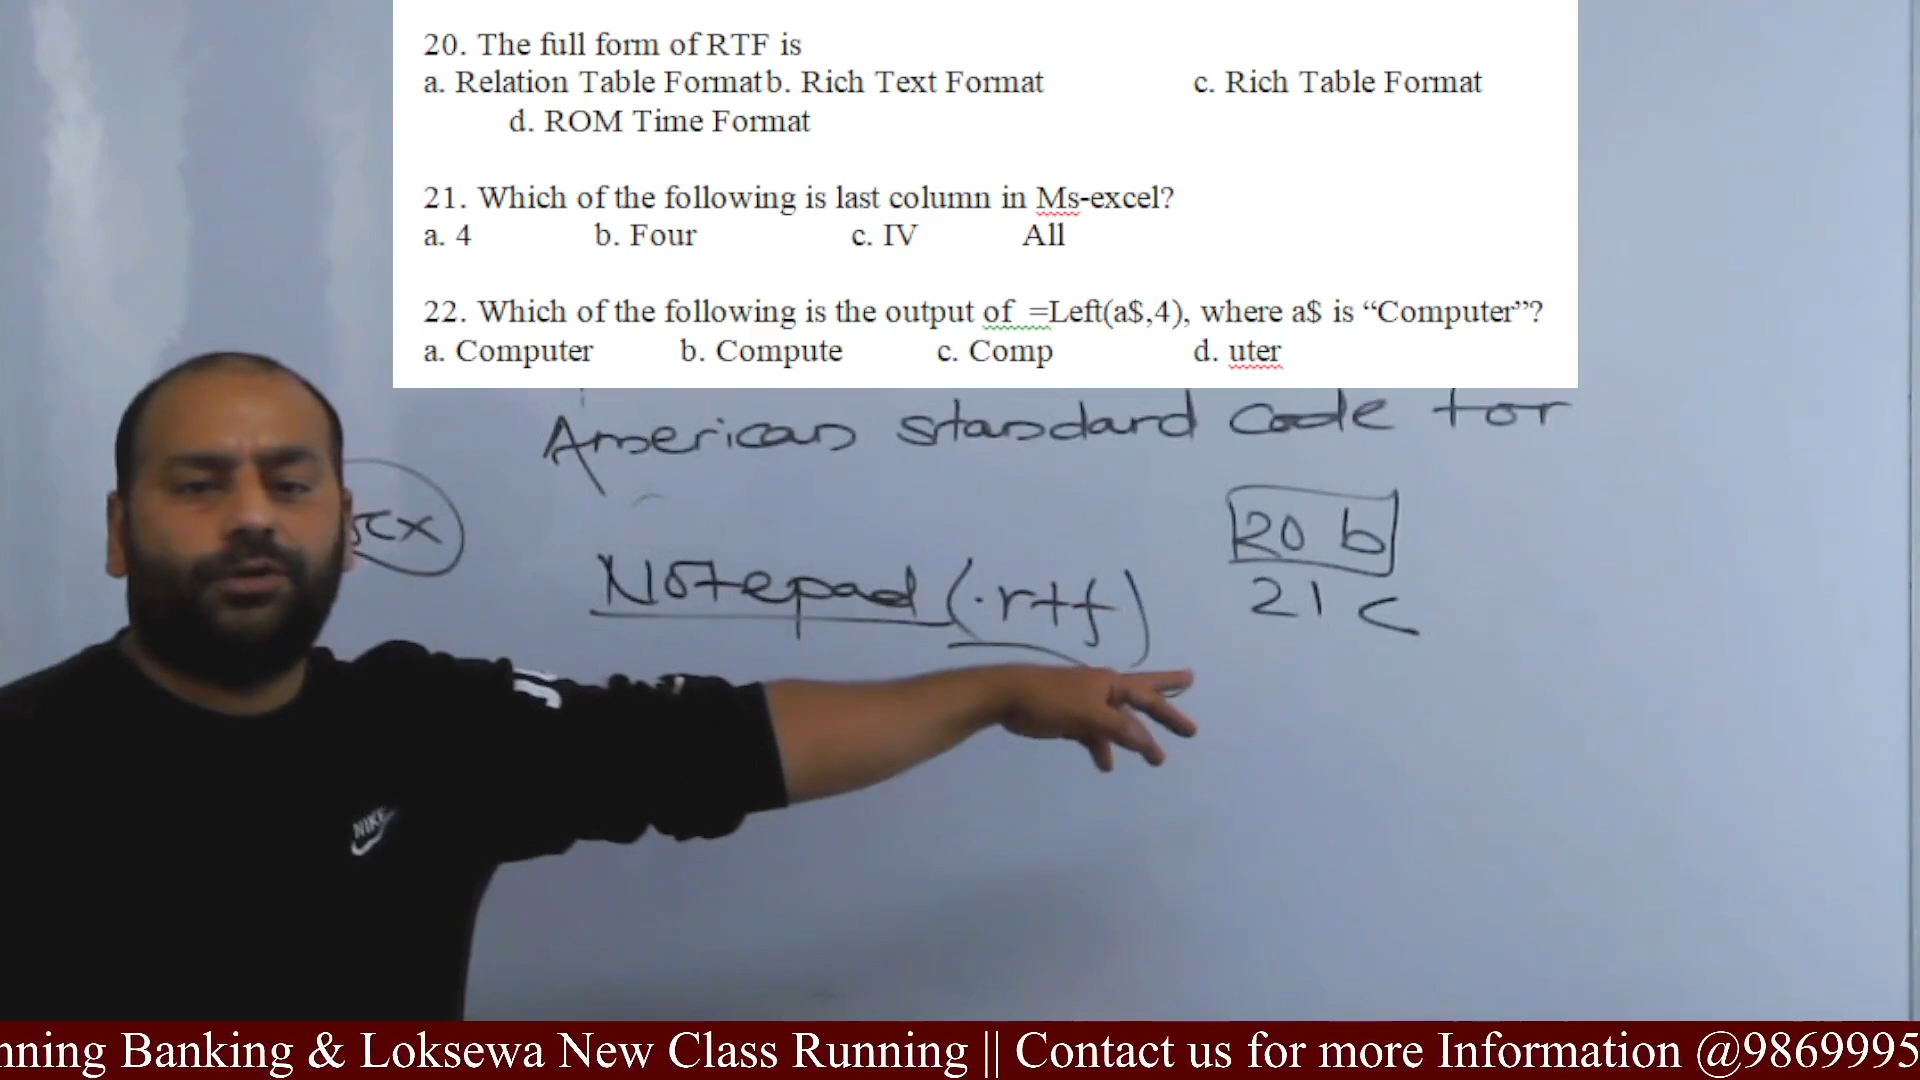 20. The full form of RTF is
a. Relation Table Format b. Rich Text Format c. Rich Table Format
d. ROM Time Format
21. Which of the following is last column in Ms-excel?
a. 4 b. Four c. IV All
22. Which of the following is the output of =Left(a$,4), where a$ is “Computer”?
a. Computer b. Compute c. Comp d. uter
American standard code for
cx
20 b
Notepad (.rtf)
21 c
NIKE
nning Banking & Loksewa New Class Running || Contact us for more Information @9869995